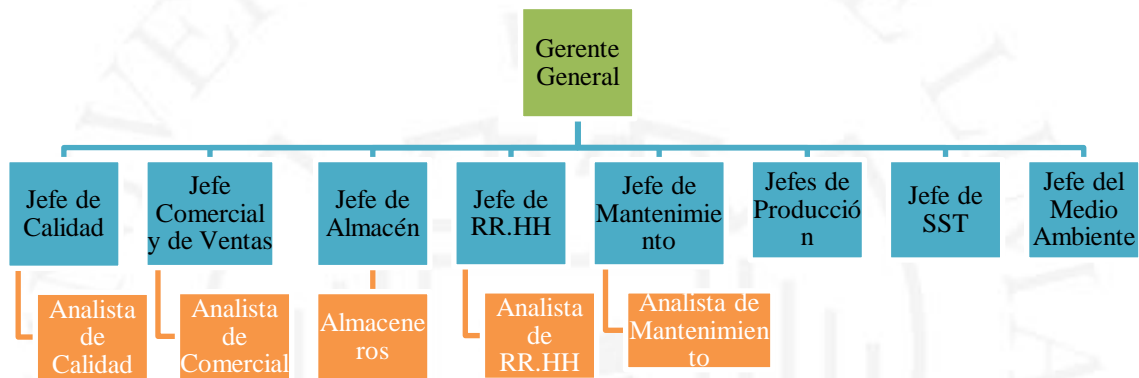 Gerente
General
Jefe de
Calidad
Jefe
Comercial
y de Ventas
Jefe de
Almacén
Jefe de
RR.HH
Jefe de
Mantenimie
nto
Jefes de
Producció
n
Jefe de
SST
Jefe del
Medio
Ambiente
Analista
de
Calidad
Analista
de
Comercial
Almacene
ros
Analista
de
RR.HH
Analista de
Mantenimien
to